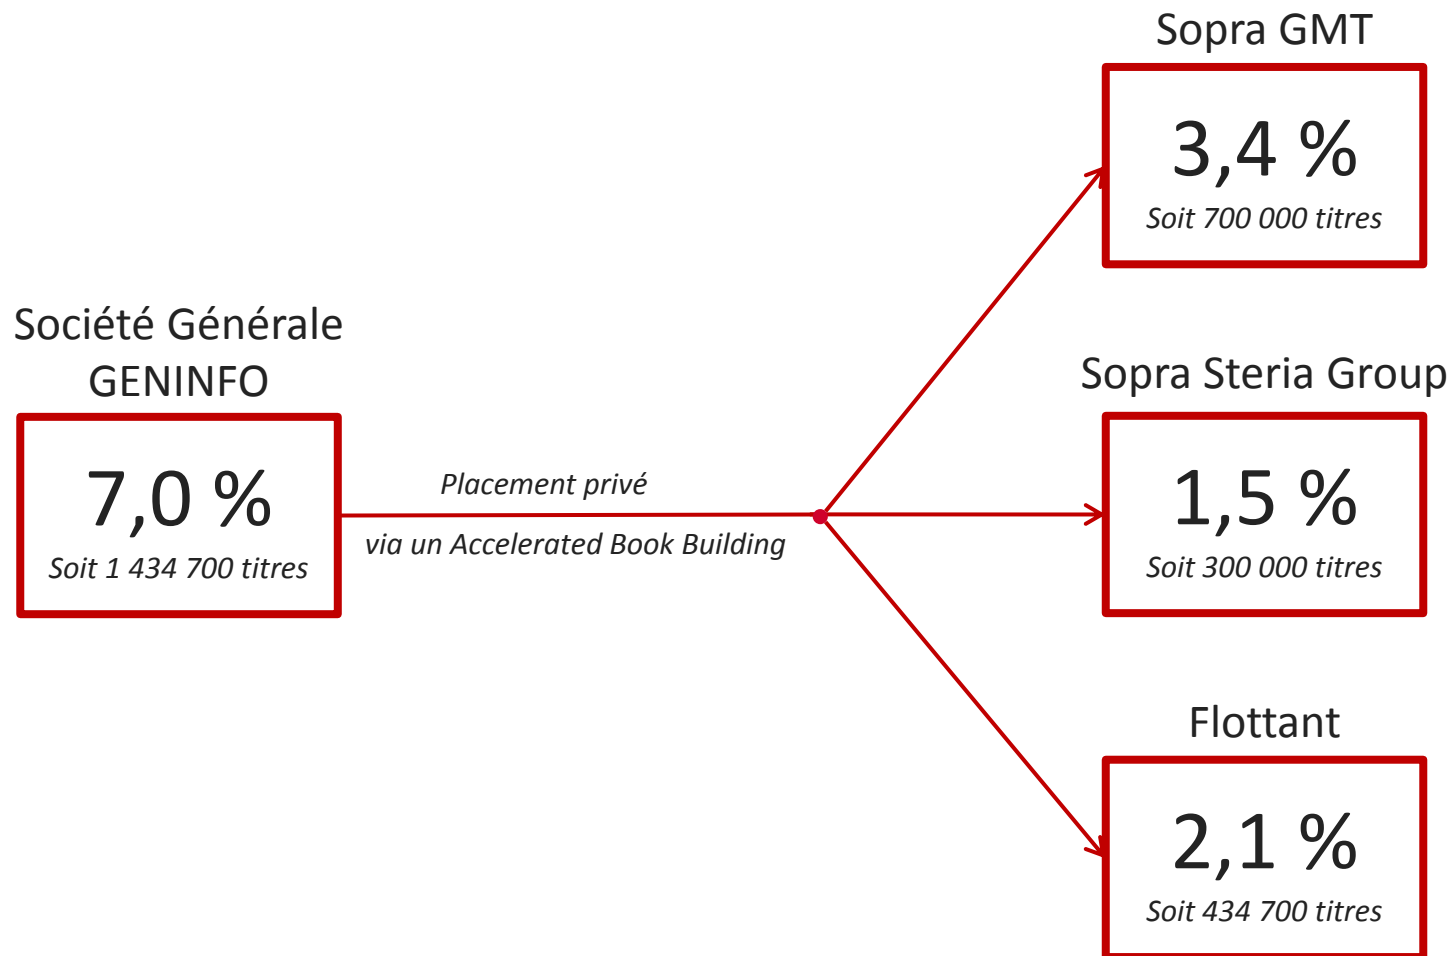 Société Générale
GENINFO
7,0 %
Soit 1 434 700 titres
Placement privé
via un Accelerated Book Building
Sopra GMT
3,4 %
Soit 700 000 titres
Sopra Steria Group
1,5 %
Soit 300 000 titres
Flottant
2,1 %
Soit 434 700 titres